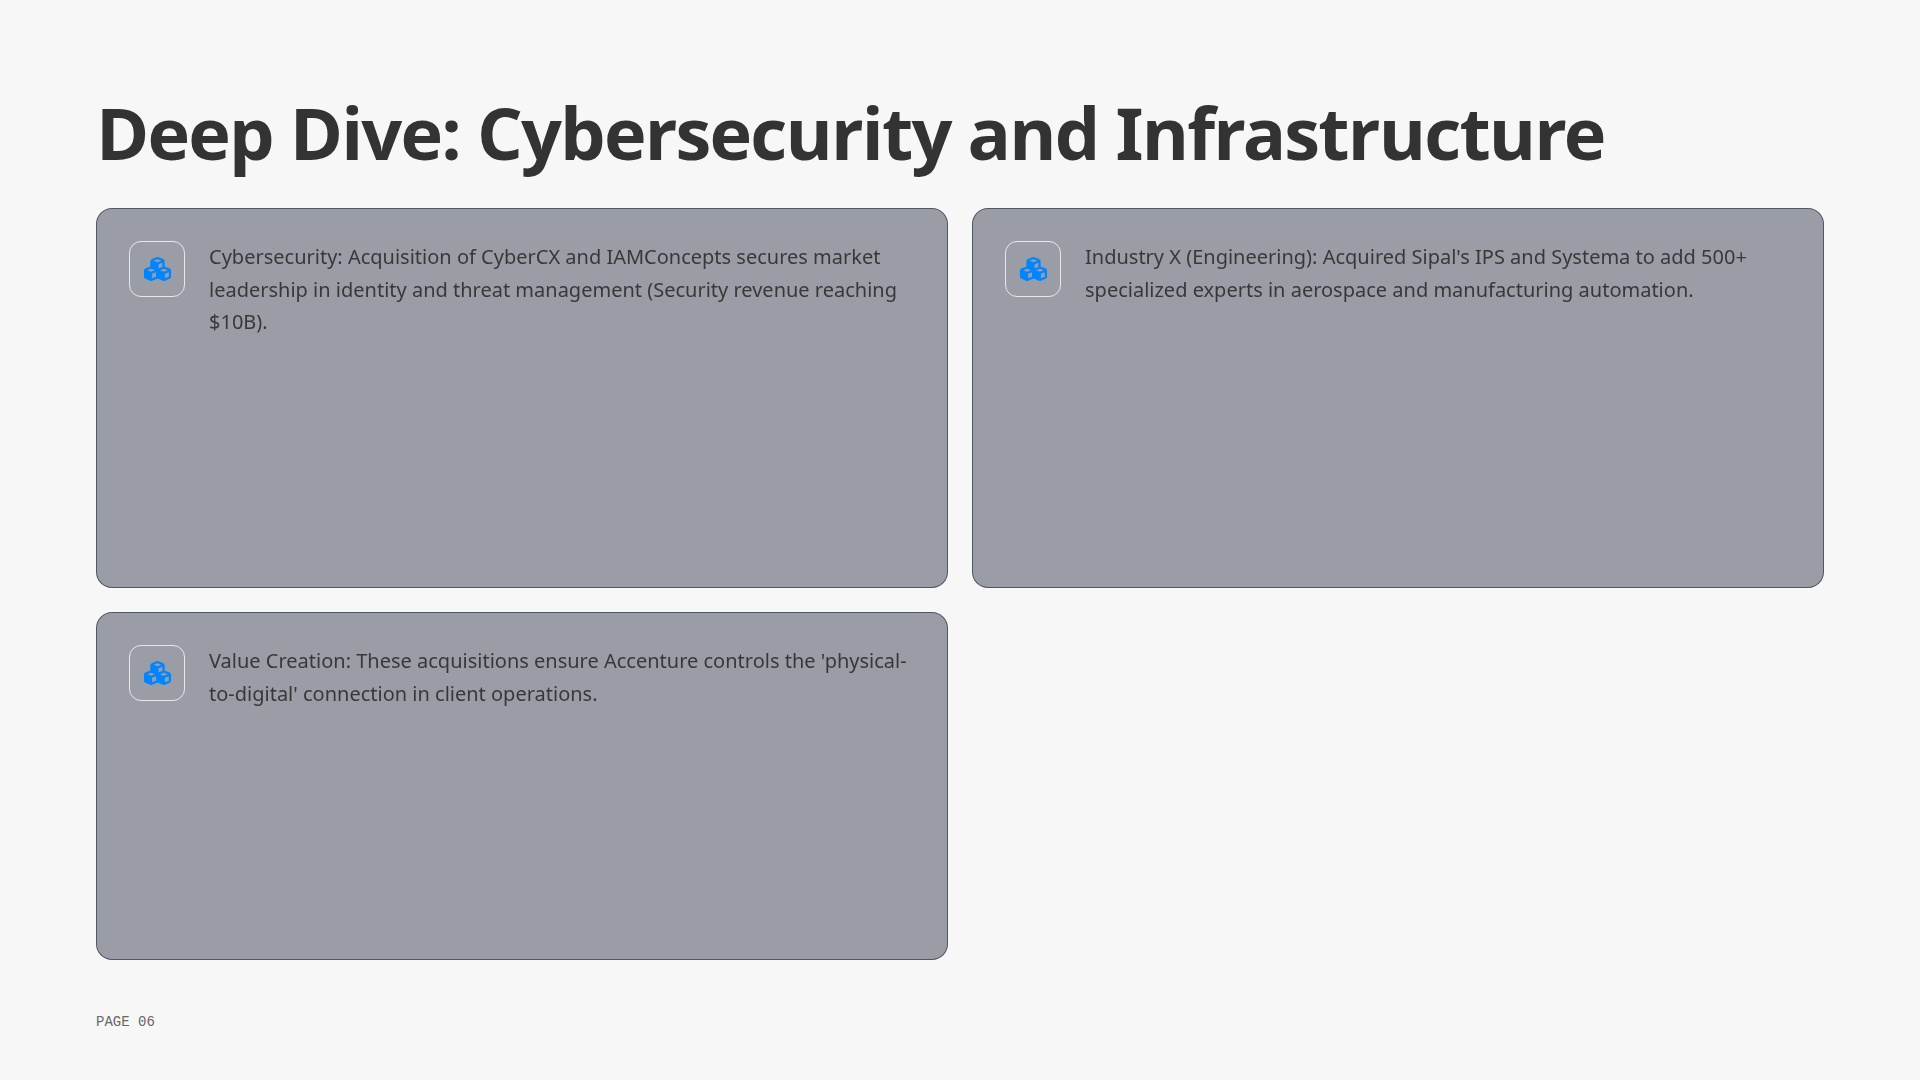 Deep Dive: Cybersecurity and Infrastructure
Cybersecurity: Acquisition of CyberCX and IAMConcepts secures market
leadership in identity and threat management (Security revenue reaching
$10B).
Industry X (Engineering): Acquired Sipal's IPS and Systema to add 500+
specialized experts in aerospace and manufacturing automation.
Value Creation: These acquisitions ensure Accenture controls the 'physical-
to-digital' connection in client operations.
PAGE 06